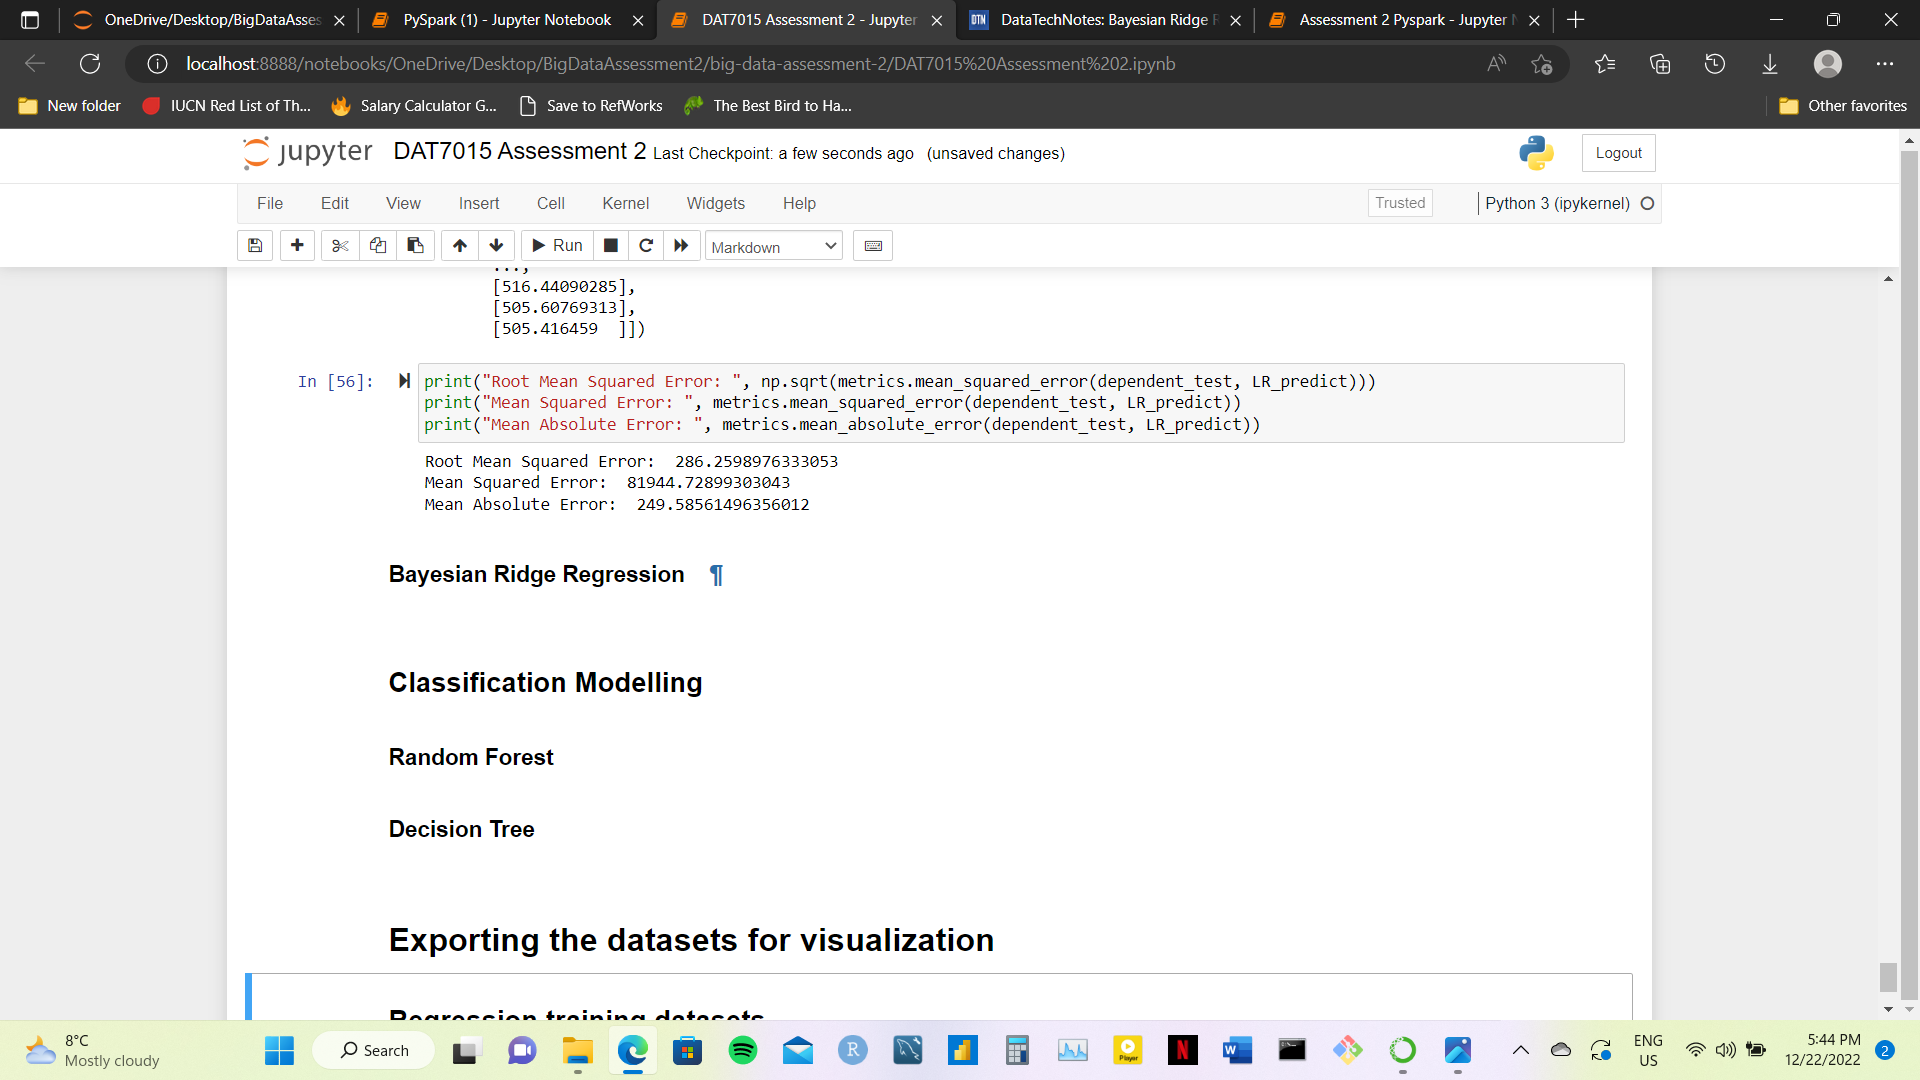 OneDrive/Desktop/BigDataAsses
PySpark (1) - Jupyter Notebook
DAT7015 Assessment 2 - Jupyter
DTN
DataTechNotes: Bayesian Ridge R
Assessment 2 Pyspark - Jupyter N
localhost:8888/notebooks/OneDrive/Desktop/BigDataAssessment2/big-data-assessment-2/DAT7015%20Assessment%202.ipynb
New folder
IUCN Red List of Th...
Salary Calculator G...
Save to RefWorks
The Best Bird to Ha...
Other favorites
jupyter DAT7015 Assessment 2 Last Checkpoint: a few seconds ago (unsaved changes)
Logout
File Edit View Insert Cell Kernel Widgets Help
Trusted
Python 3 (ipykernel)
Run
Markdown
...,
[516.44090285],
[505.60769313],
[505.416459  ]])
In [56]:
print("Root Mean Squared Error: ", np.sqrt(metrics.mean_squared_error(dependent_test, LR_predict)))
print("Mean Squared Error: ", metrics.mean_squared_error(dependent_test, LR_predict))
print("Mean Absolute Error: ", metrics.mean_absolute_error(dependent_test, LR_predict))
Root Mean Squared Error:  286.2598976333053
Mean Squared Error:  81944.72899303043
Mean Absolute Error:  249.58561496356012
Bayesian Ridge Regression ¶
Classification Modelling
Random Forest
Decision Tree
Exporting the datasets for visualization
Regression training datasets
8°C
Mostly cloudy
Search
R
Player
N
W
ENG
US
5:44 PM
12/22/2022
2